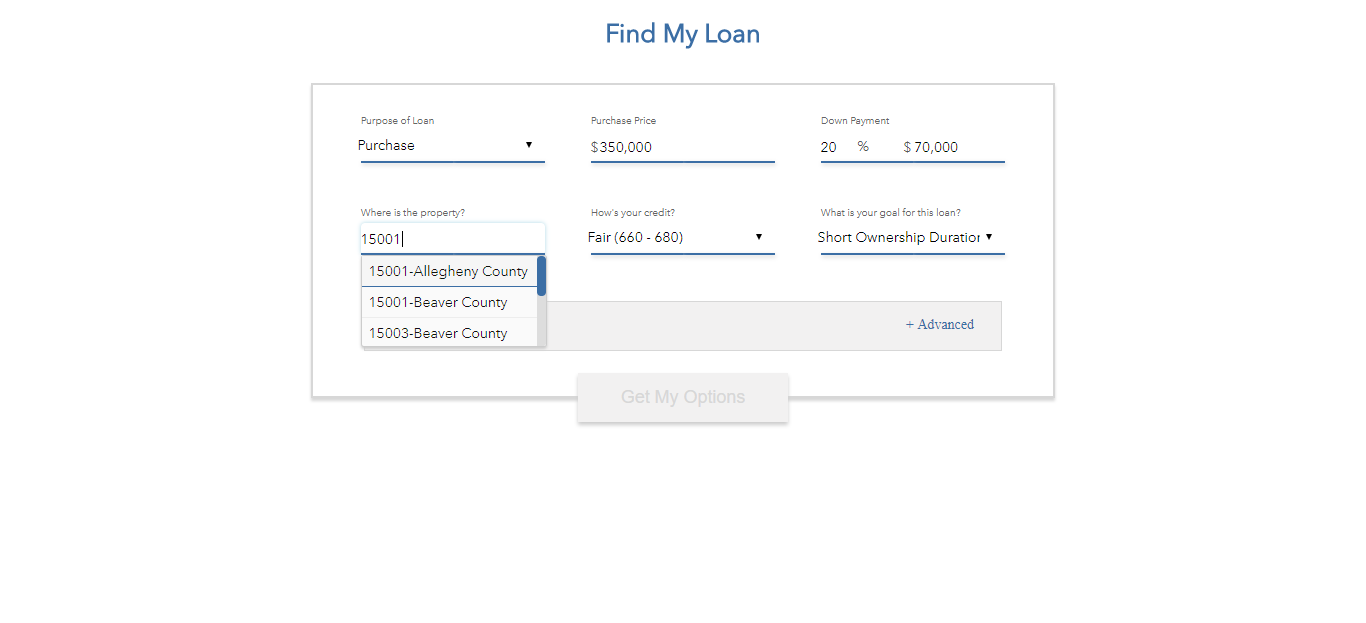 Find My Loan
Purpose of Loan
Purchase
Purchase Price
$350,000
Down Payment
20 % $ 70,000
Where is the property?
15001
15001-Allegheny County
15001-Beaver County
15003-Beaver County
How's your credit?
Fair (660 - 680)
What is your goal for this loan?
Short Ownership Duration
+ Advanced
Get My Options